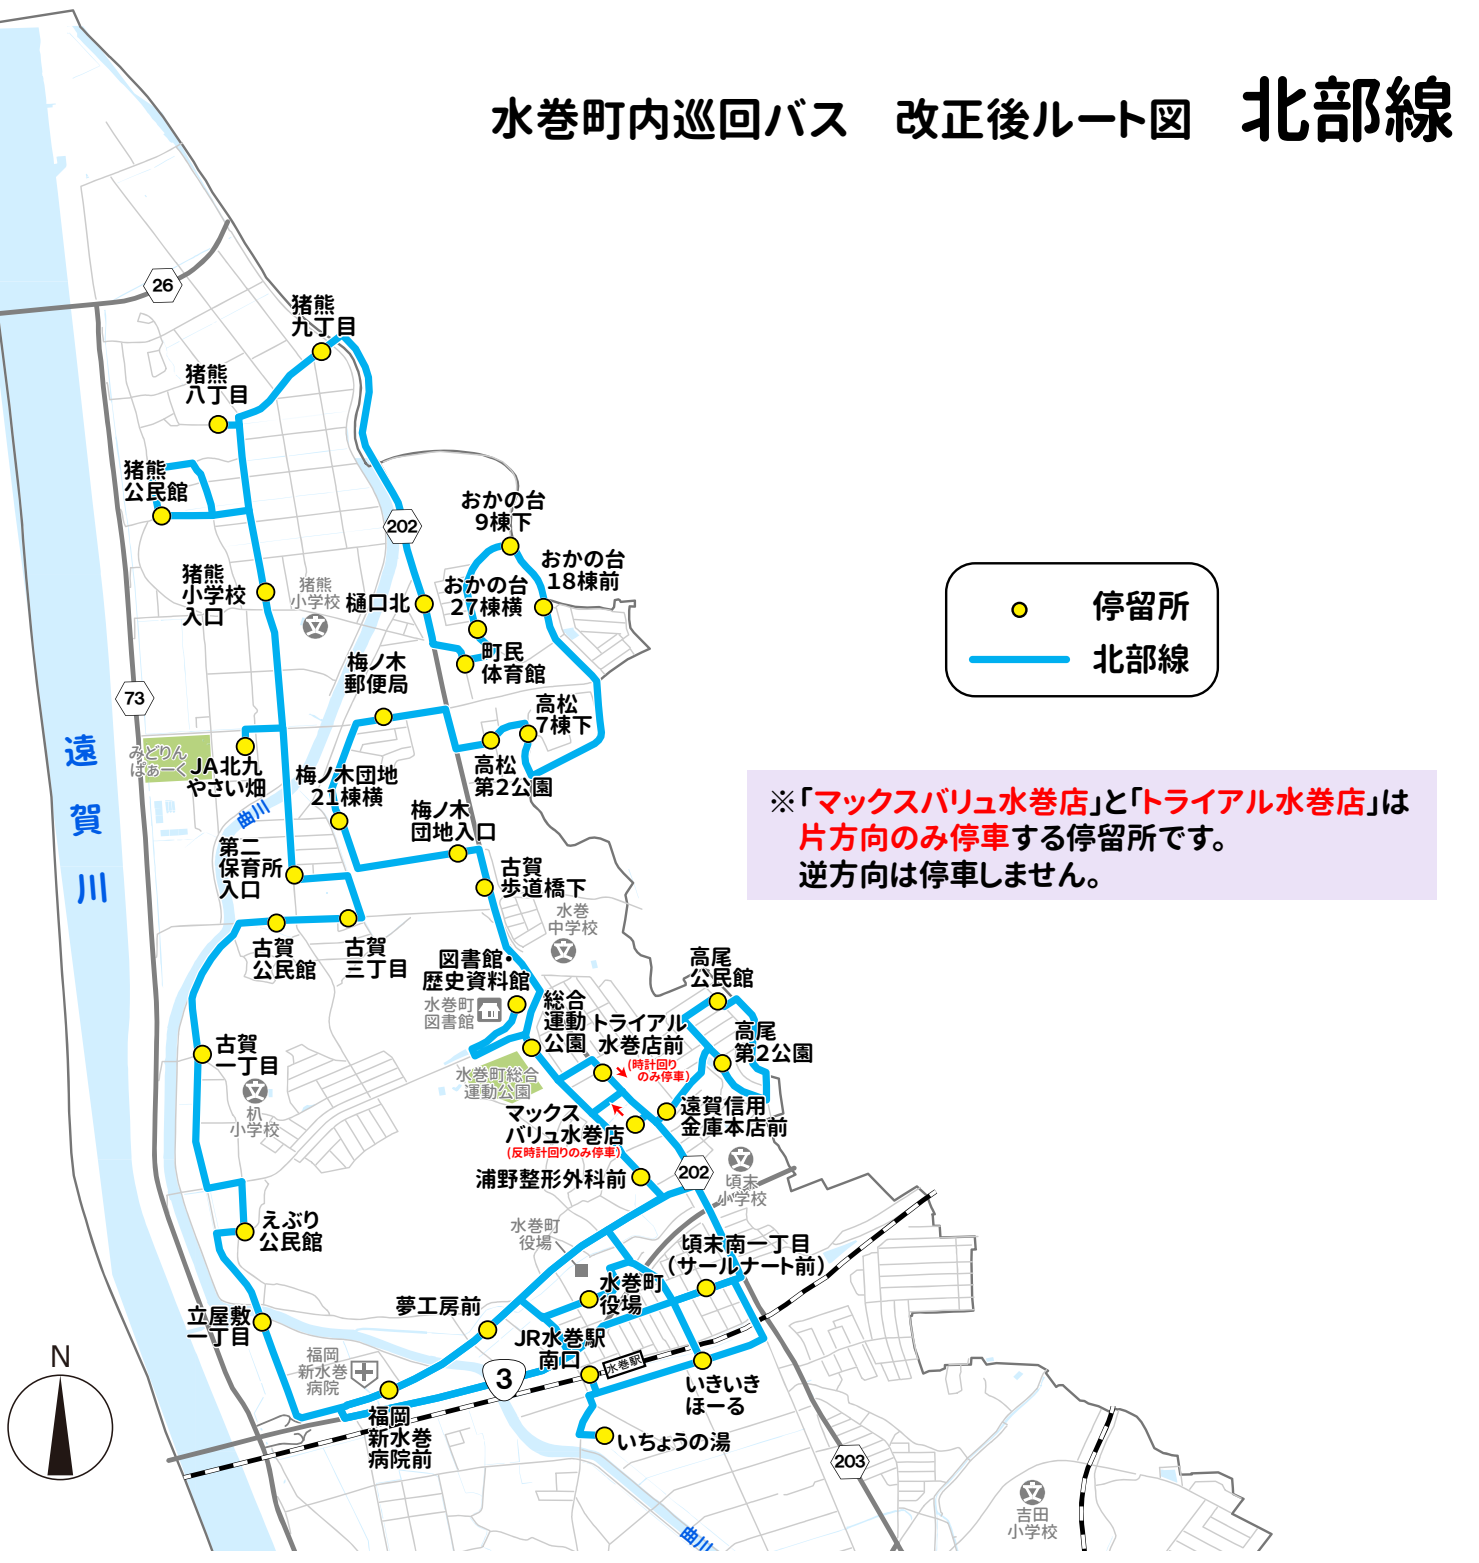 水巻町内巡回バス　改正後ルート図　北部線
26
猪熊
九丁目
猪熊
八丁目
猪熊
公民館
202
おかの台
9棟下
おかの台
18棟前
おかの台
27棟横
猪熊
小学校
入口
猪熊
小学校
樋口北
町民
体育館
梅ノ木
郵便局
高松
7棟下
73
みどりん
ぱぁーく
JA北九
やさい畑
梅ノ木団地
21棟横
高松
第2公園
遠賀川
曲川
梅ノ木
団地入口
第二
保育所
入口
古賀
歩道橋下
水巻
中学校
古賀
公民館
古賀
三丁目
図書館・
歴史資料館
水巻町
図書館
総合
運動
公園
高尾
公民館
トライアル
水巻店前
(時計回り
のみ停車)
高尾
第2公園
古賀
一丁目
水巻町総合
運動公園
机
小学校
マックス
バリュ水巻店
(反時計回りのみ停車)
遠賀信用
金庫本店前
浦野整形外科前
202
頃末
小学校
えぶり
公民館
水巻町
役場
頃末南一丁目
(サールナート前)
水巻町
役場
立屋敷
一丁目
夢工房前
JR水巻駅
南口
水巻駅
福岡
新水巻
病院
3
いきいき
ほーる
福岡
新水巻
病院前
いちょうの湯
N
203
曲川
吉田
小学校
停留所
北部線
※「マックスバリュ水巻店」と「トライアル水巻店」は
片方向のみ停車する停留所です。
逆方向は停車しません。